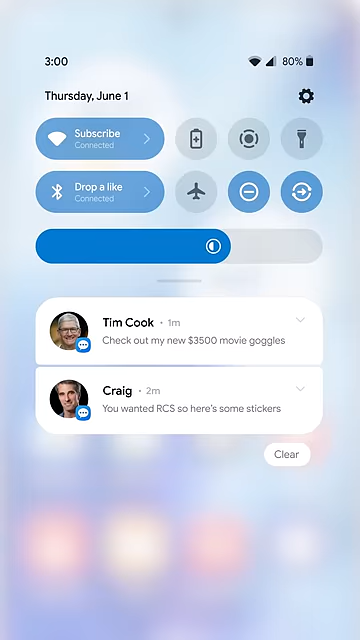 3:00
80%
Thursday, June 1
Subscribe
Connected
Drop a like
Connected
Tim Cook • 1m
Check out my new $3500 movie goggles
Craig • 2m
You wanted RCS so here's some stickers
Clear